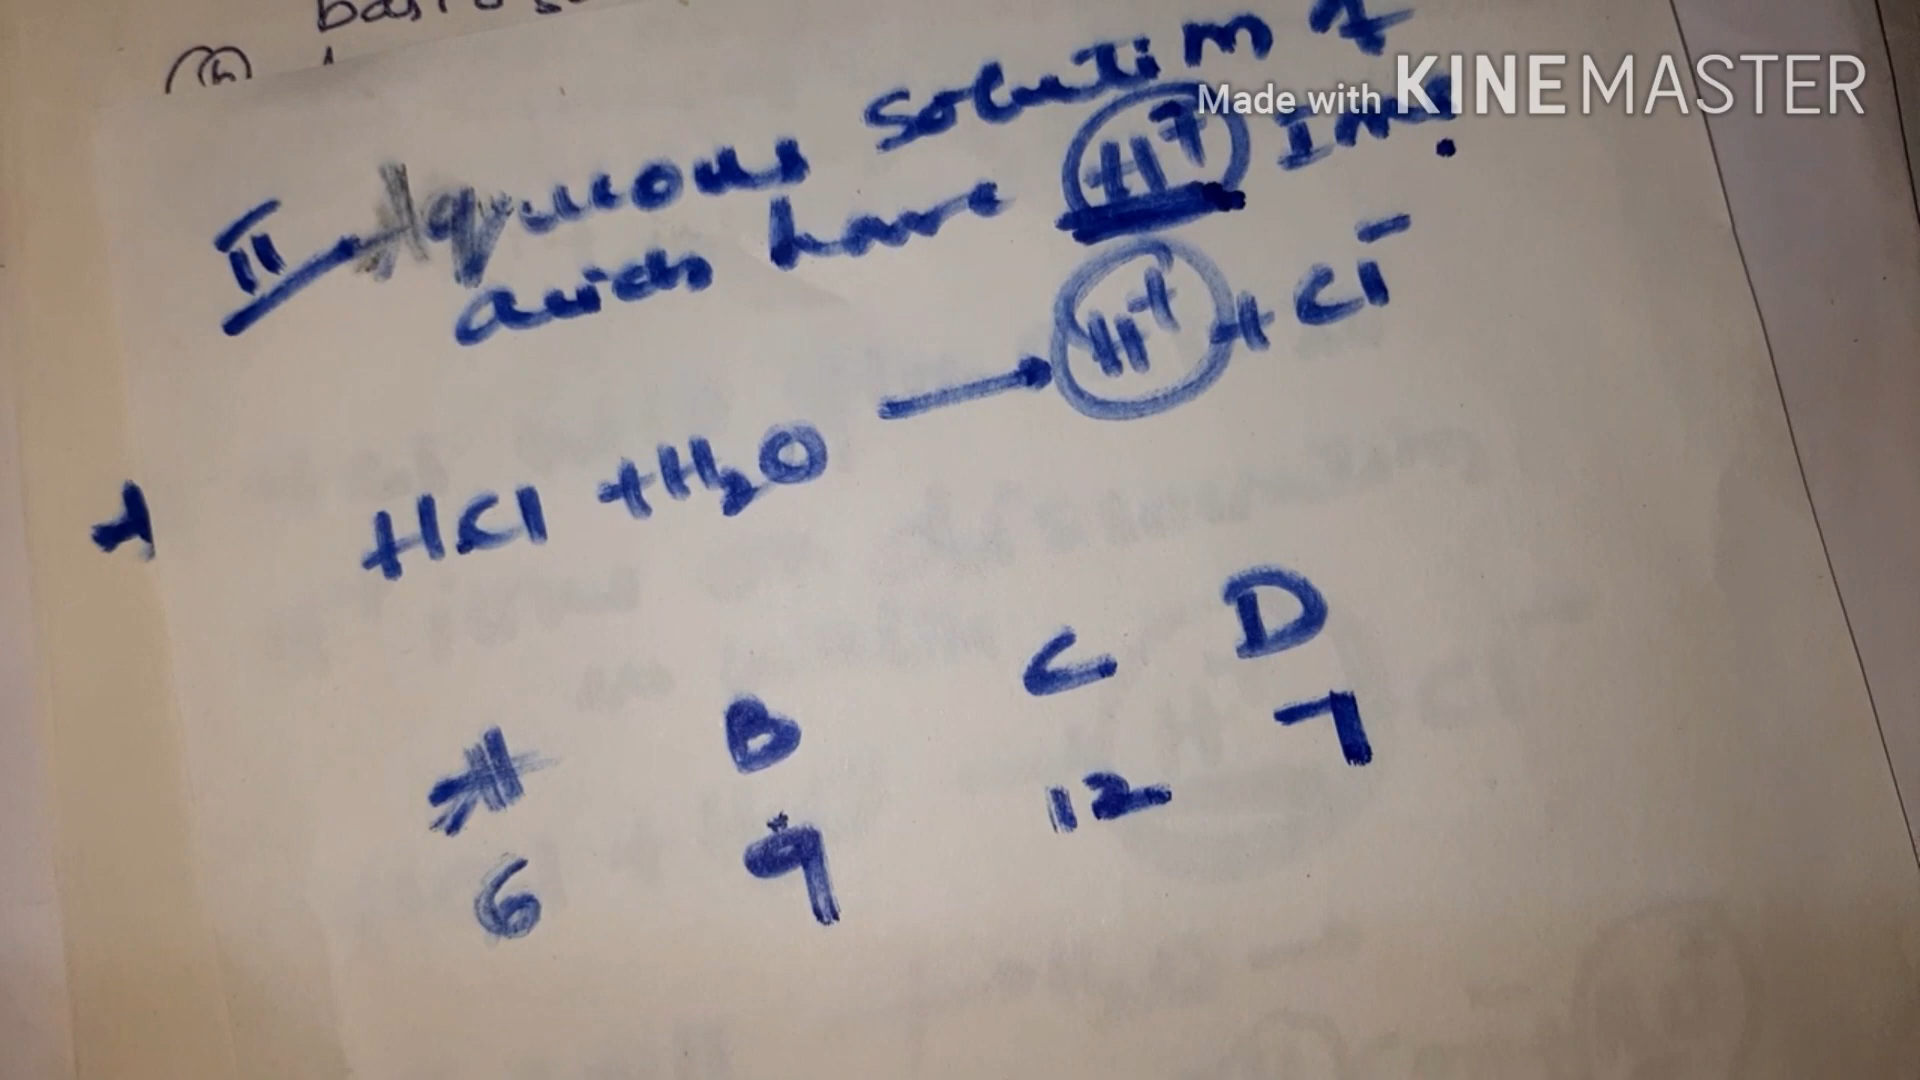 Made with KINEMASTER
II Aqueous solution of
acids have H+ Ions
HCl + H2O → H+ + Cl-
A B C D
6 9 12 7